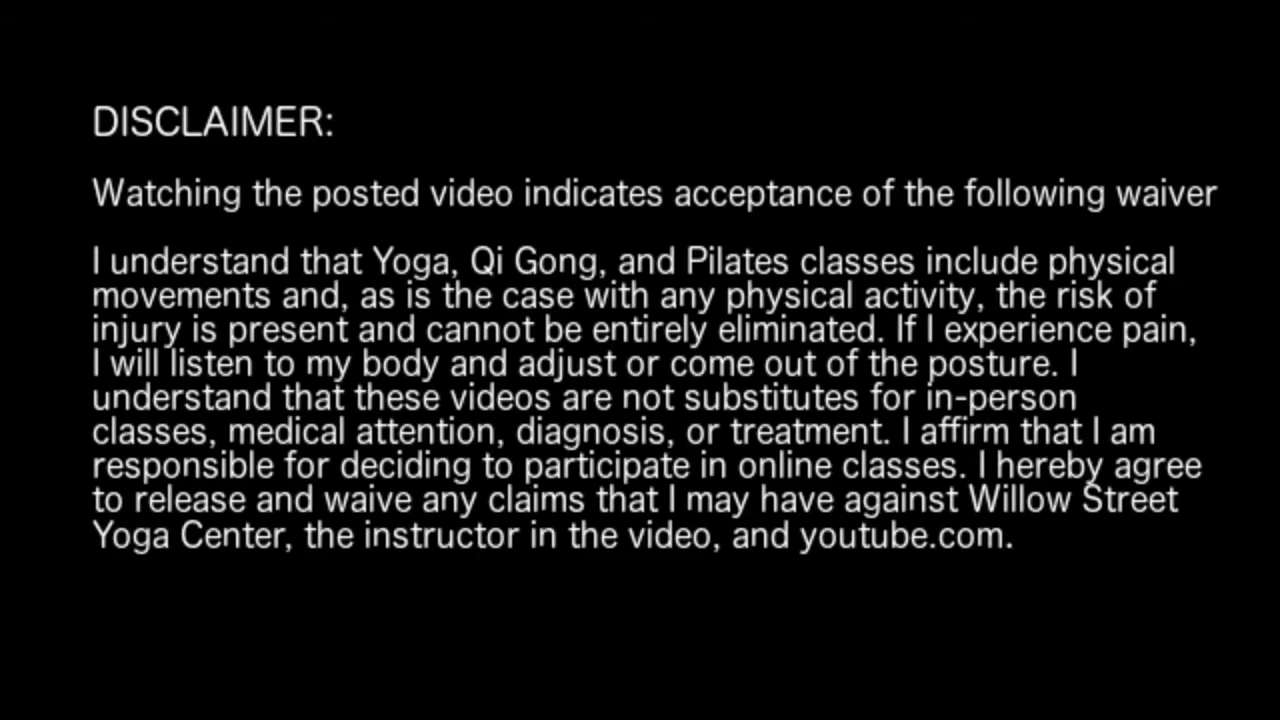 DISCLAIMER:
Watching the posted video indicates acceptance of the following waiver
I understand that Yoga, Qi Gong, and Pilates classes include physical
movements and, as is the case with any physical activity, the risk of
injury is present and cannot be entirely eliminated. If I experience pain,
I will listen to my body and adjust or come out of the posture. I
understand that these videos are not substitutes for in-person
classes, medical attention, diagnosis, or treatment. I affirm that I am
responsible for deciding to participate in online classes. I hereby agree
to release and waive any claims that I may have against Willow Street
Yoga Center, the instructor in the video, and youtube.com.